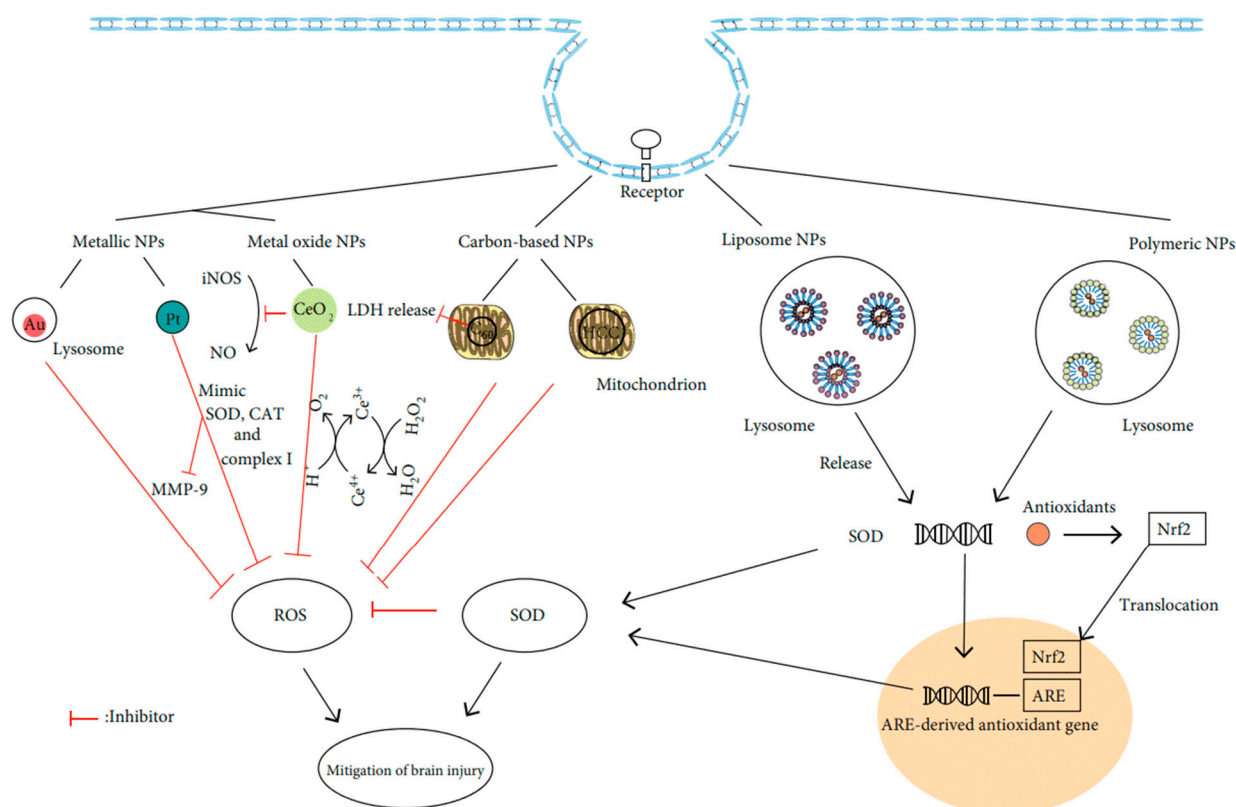 Receptor
Metallic NPs
Metal oxide NPs
Carbon-based NPs
Liposome NPs
Polymeric NPs
iNOS
Au
Pt
CeO₂
LDH release
C60
HCC
Lysosome
NO
Mitochondrion
Mimic
SOD, CAT
and
complex I
O₂
Ce³⁺
H₂O₂
H⁺
Ce⁴⁺
H₂O
MMP-9
Lysosome
Lysosome
Release
Antioxidants
SOD
Nrf2
ROS
SOD
Translocation
Nrf2
ARE
ARE-derived antioxidant gene
:Inhibitor
Mitigation of brain injury